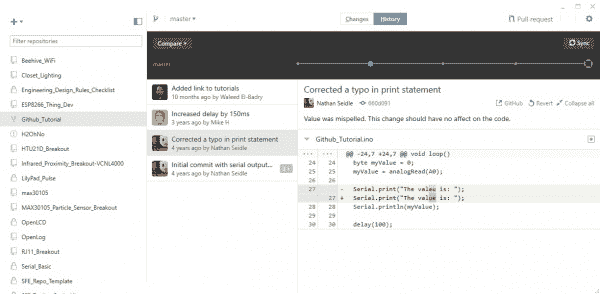 master
Changes
History
Pull request
Filter repositories
Compare
Sync
master
Beehive_WiFi
Closet_Lighting
Engineering_Design_Rules_Checklist
ESP8266_Thing_Dev
Github_Tutorial
H2OhNo
HTU21D_Breakout
Infrared_Proximity_Breakout-VCNL4000
LilyPad_Pulse
max30105
MAX30105_Particle_Sensor_Breakout
OpenLCD
OpenLog
RJ11_Breakout
Serial_Basic
SFE_Repo_Template
Added link to tutorials
10 months ago by Waleed El-Badry
Increased delay by 150ms
3 years ago by Mike H
Corrected a typo in print statement
4 years ago by Nathan Seidle
Initial commit with serial output...
4 years ago by Nathan Seidle
Corrected a typo in print statement
Nathan Seidle
660d091
GitHub
Revert
Collapse all
Value was mispelled. This change should have no affect on the code.
Github_Tutorial.ino
@@ -24,7 +24,7 @@ void loop()
24 24 byte myValue = 0;
25 25 myValue = analogRead(A0);
26 26
27 - Serial.print("The valeu is: ");
27 + Serial.print("The value is: ");
28 28 Serial.println(myValue);
29 29
30 30 delay(100);